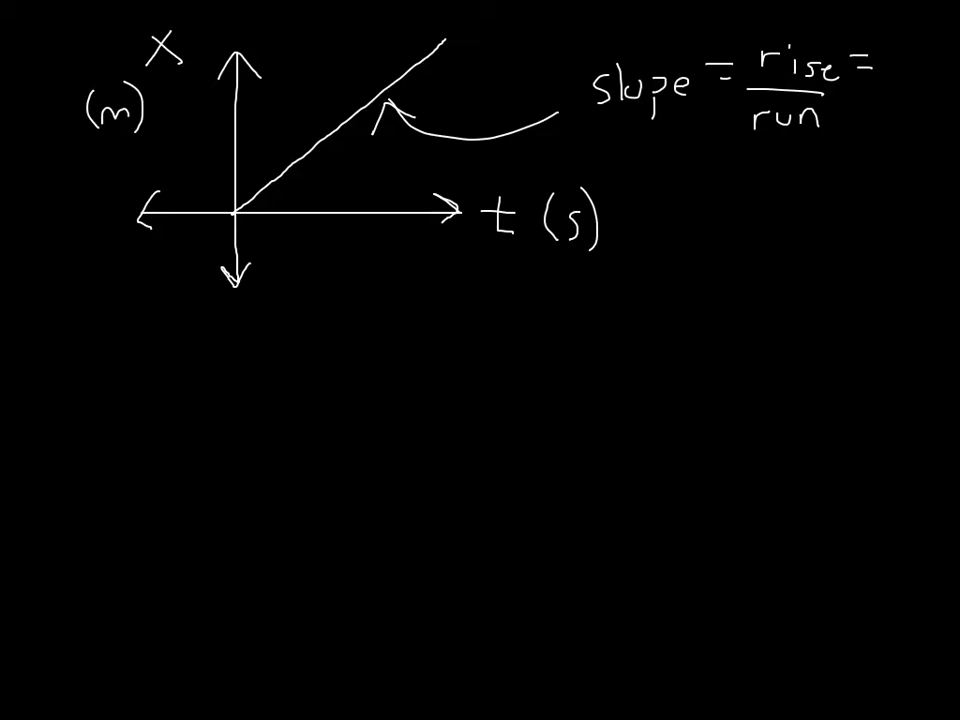 x
(m)
slope = rise =
run
t (s)